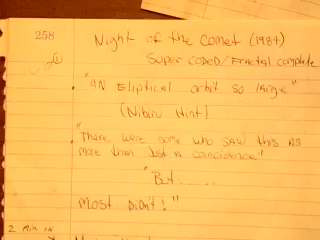 258
Night of the Comet (1984)
Super CODED/Fractal complete
"AN Elliptical orbit so large"
(Nibiru Hint)
"There were some who saw this AS
more than Just a coincidence"
"But......
most Didn't!"
2 min in